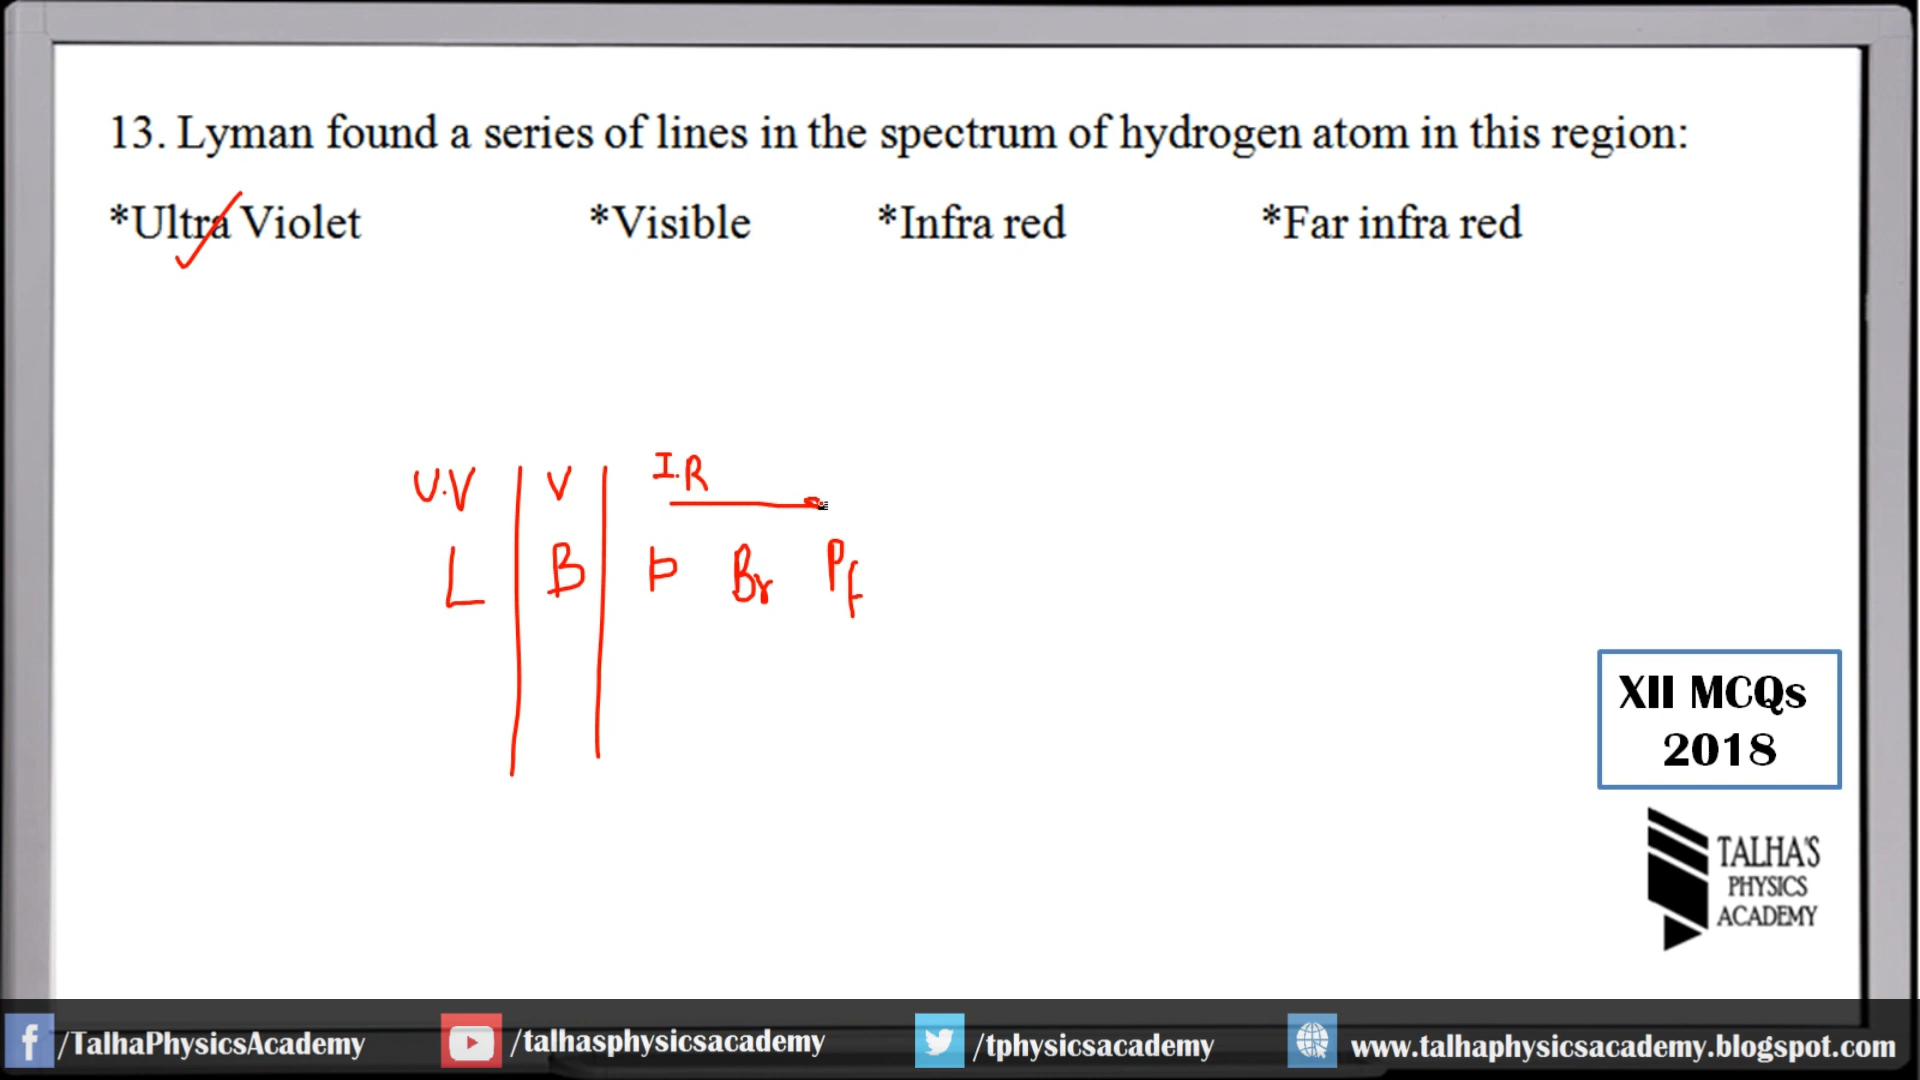 13. Lyman found a series of lines in the spectrum of hydrogen atom in this region:
*Ultra Violet *Visible *Infra red *Far infra red
U.V V I.R
L B P Br Pf
XII MCQs
2018
TALHA'S
PHYSICS
ACADEMY
/TalhaPhysicsAcademy /talhasphysicsacademy /tphysicsacademy www.talhaphysicsacademy.blogspot.com